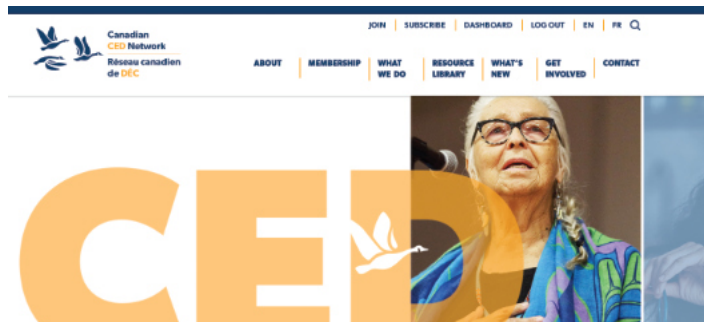 JOIN SUBSCRIBE DASHBOARD LOG OUT EN FR
Canadian
CED Network
Réseau canadien
de DÉC
ABOUT MEMBERSHIP WHAT WE DO RESOURCE LIBRARY WHAT'S NEW GET INVOLVED CONTACT
CED